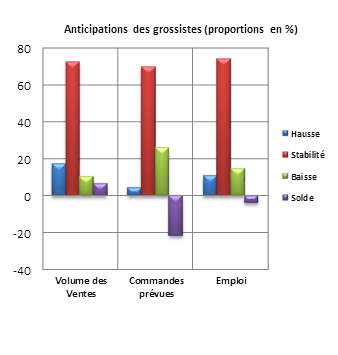 Anticipations des grossistes (proportions en %)
80
60
40
20
0
-20
-40
Volume des
Ventes
Commandes
prévues
Emploi
Hausse
Stabilité
Baisse
Solde